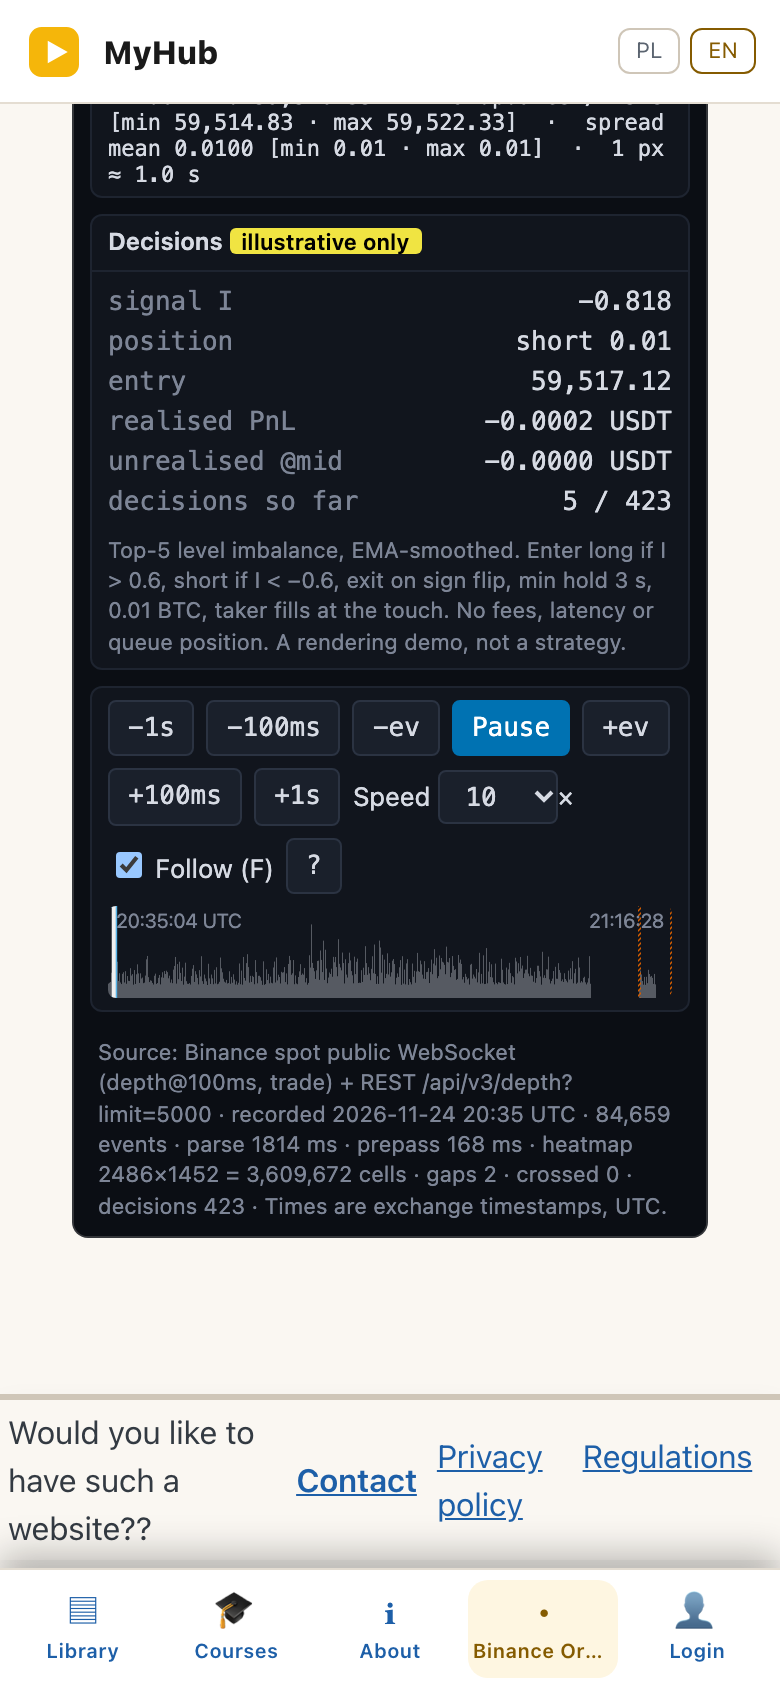 MyHub
PL
EN
[min 59,514.83 · max 59,522.33]  ·  spread
mean 0.0100 [min 0.01 · max 0.01]  ·  1 px
≈ 1.0 s
Decisions illustrative only
signal I −0.818
position short 0.01
entry 59,517.12
realised PnL −0.0002 USDT
unrealised @mid −0.0000 USDT
decisions so far 5 / 423
Top-5 level imbalance, EMA-smoothed. Enter long if I
> 0.6, short if I < −0.6, exit on sign flip, min hold 3 s,
0.01 BTC, taker fills at the touch. No fees, latency or
queue position. A rendering demo, not a strategy.
−1s −100ms −ev Pause +ev
+100ms +1s Speed 10 ×
Follow (F) ?
20:35:04 UTC 21:16:28
Source: Binance spot public WebSocket
(depth@100ms, trade) + REST /api/v3/depth?
limit=5000 · recorded 2026-11-24 20:35 UTC · 84,659
events · parse 1814 ms · prepass 168 ms · heatmap
2486×1452 = 3,609,672 cells · gaps 2 · crossed 0 ·
decisions 423 · Times are exchange timestamps, UTC.
Would you like to
have such a
website??
Contact
Privacy
policy
Regulations
Library
Courses
About
Binance Or...
Login